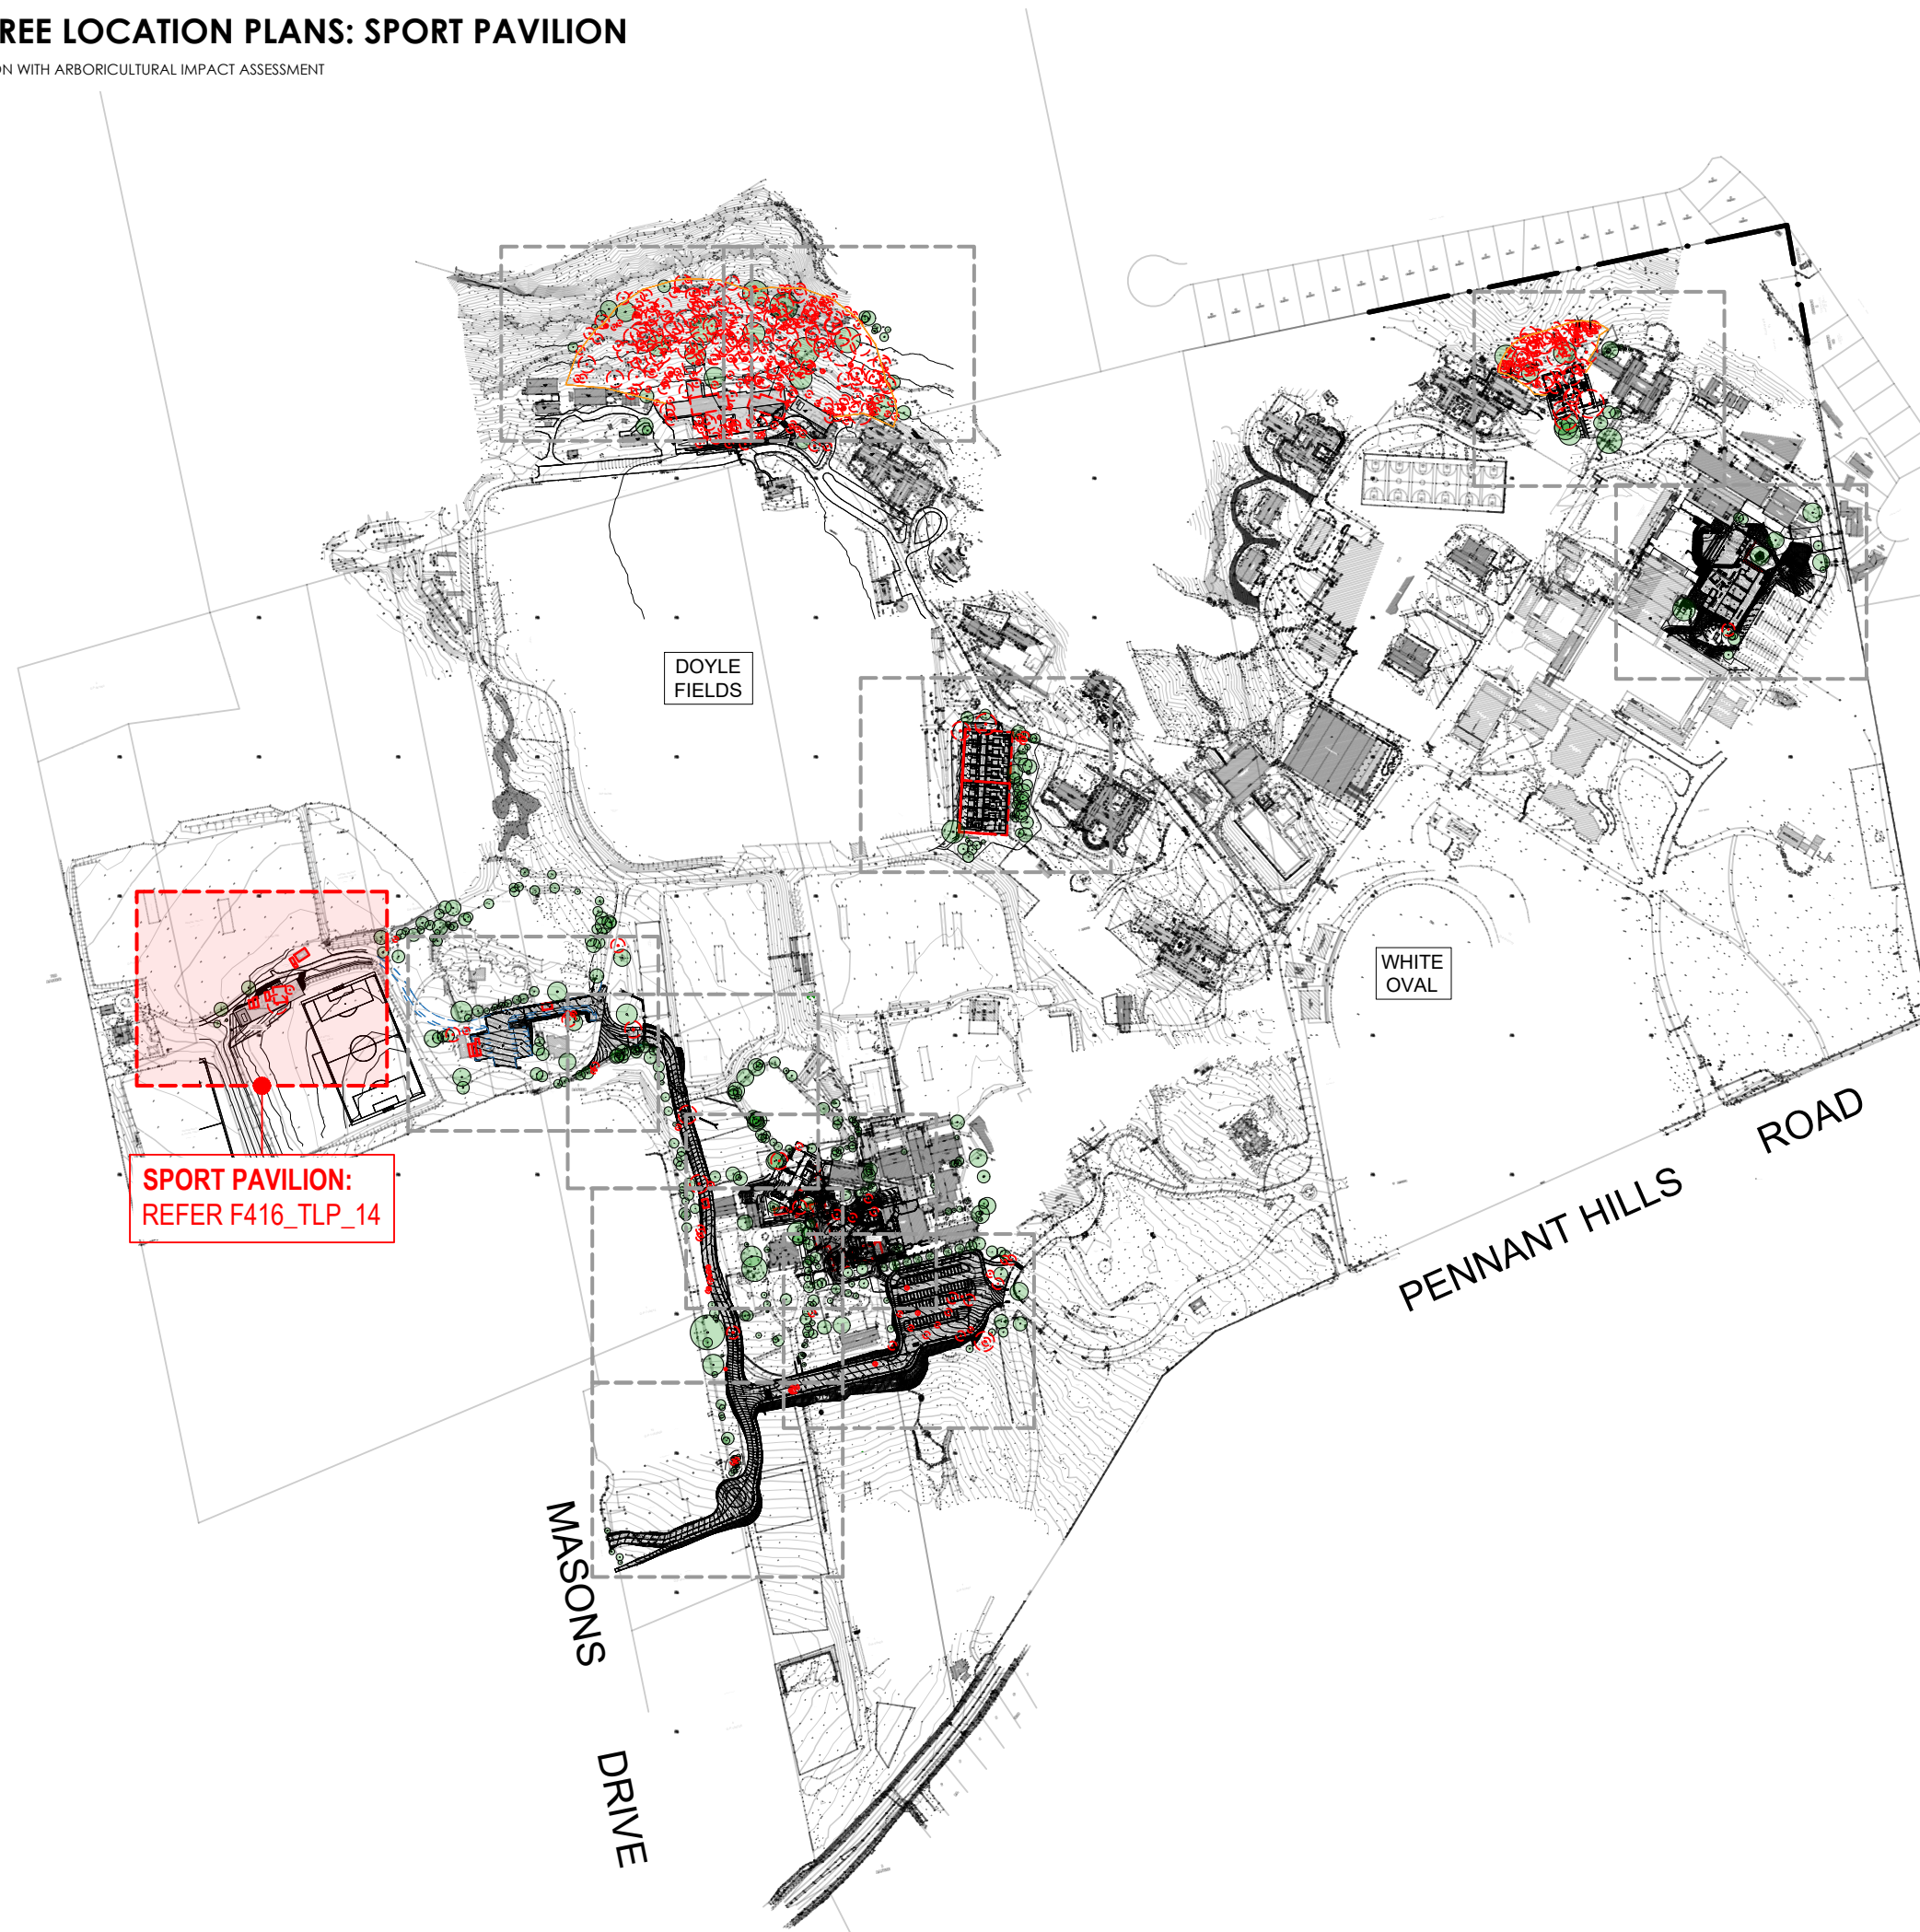 REE LOCATION PLANS: SPORT PAVILION
ON WITH ARBORICULTURAL IMPACT ASSESSMENT
DOYLE
FIELDS
WHITE
OVAL
SPORT PAVILION:
REFER F416_TLP_14
PENNANT HILLS ROAD
MASONS DRIVE